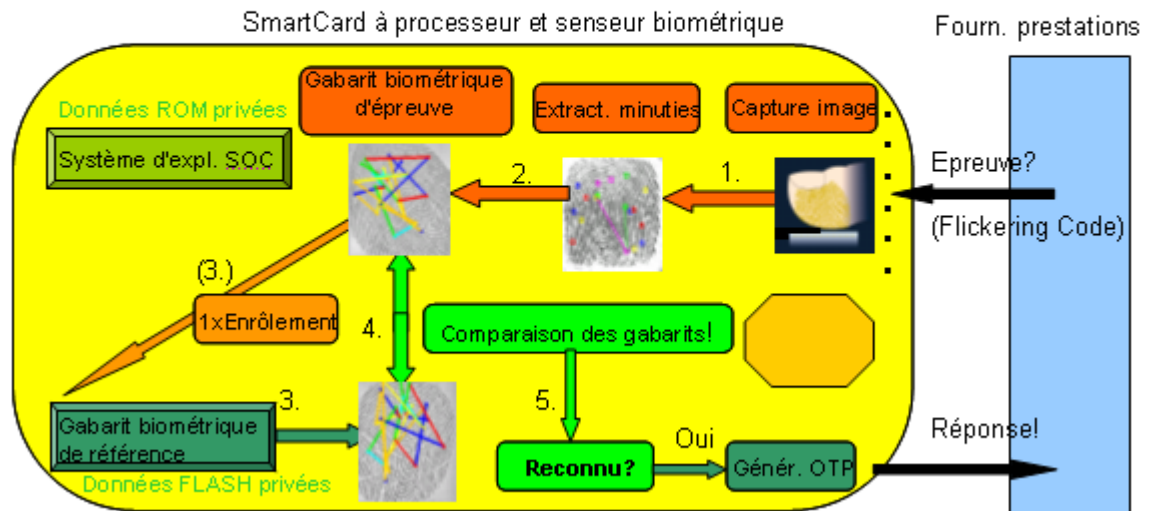 SmartCard à processeur et senseur biométrique
Fourn. prestations
Données ROM privées
Système d'expl. SOC
Gabarit biométrique
d'épreuve
Extract. minuties
Capture image
Epreuve?
(Flickering Code)
1.
2.
(3.)
1xEnrôlement
4.
Comparaison des gabarits!
Gabarit biométrique
de référence
3.
5.
Reconnu?
Oui
Génér. OTP
Réponse!
Données FLASH privées